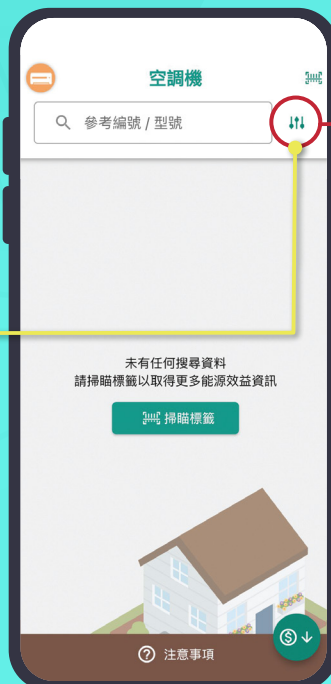 空調機
參考編號 / 型號
未有任何搜尋資料
請掃瞄標籤以取得更多能源效益資訊
掃瞄標籤
注意事項